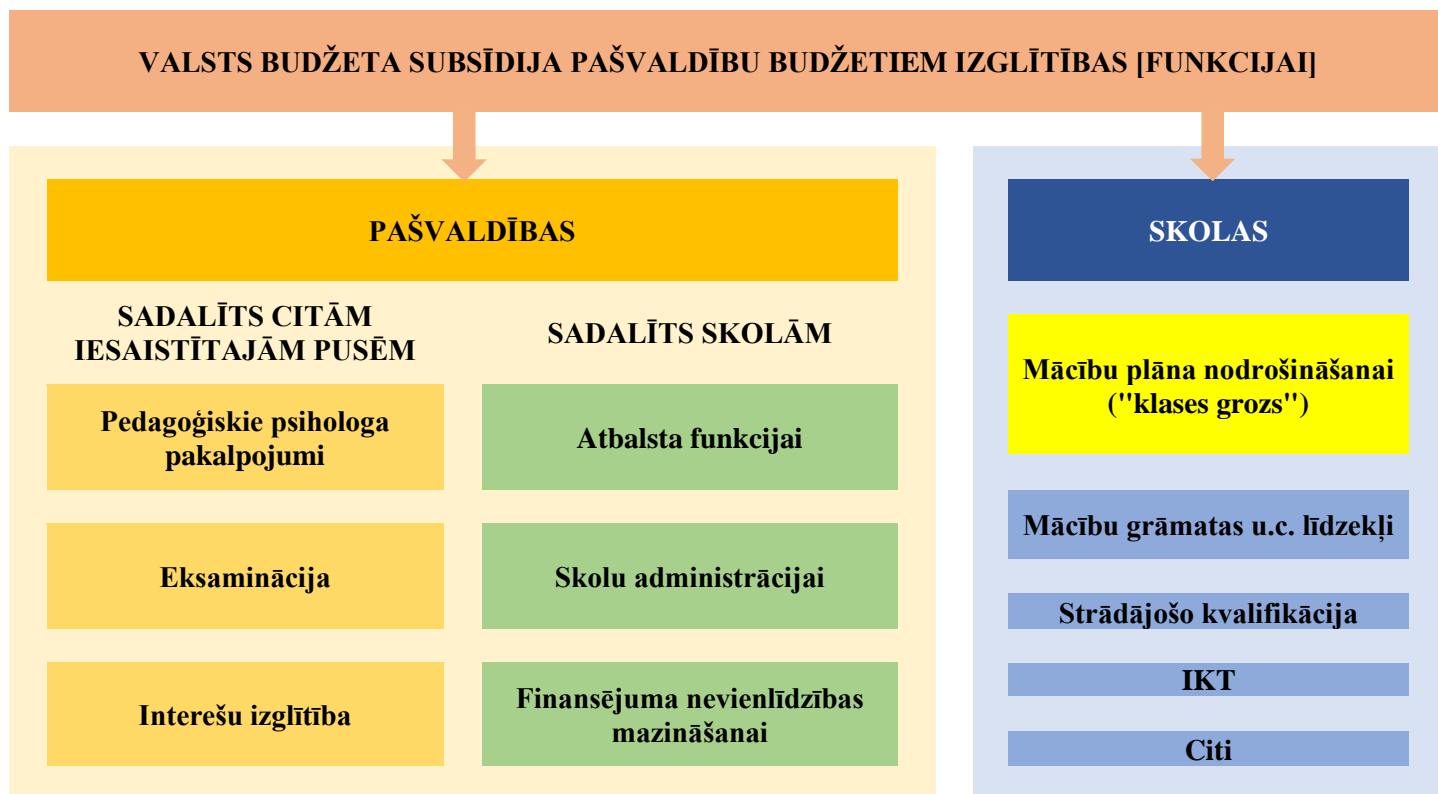 VALSTS BUDŽETA SUBSĪDIJA PAŠVALDĪBU BUDŽETIEM IZGLĪTĪBAS [FUNKCIJAI]
PAŠVALDĪBAS
SADALĪTS CITĀM
IESAISTĪTAJĀM PUSĒM
Pedagoģiskie psihologa
pakalpojumi
Eksaminācija
Interešu izglītība
SADALĪTS SKOLĀM
Atbalsta funkcijai
Skolu administrācijai
Finansējuma nevienlīdzības
mazināšanai
SKOLAS
Mācību plāna nodrošināšanai
("klases grozs")
Mācību grāmatas u.c. līdzekļi
Strādājošo kvalifikācija
IKT
Citi